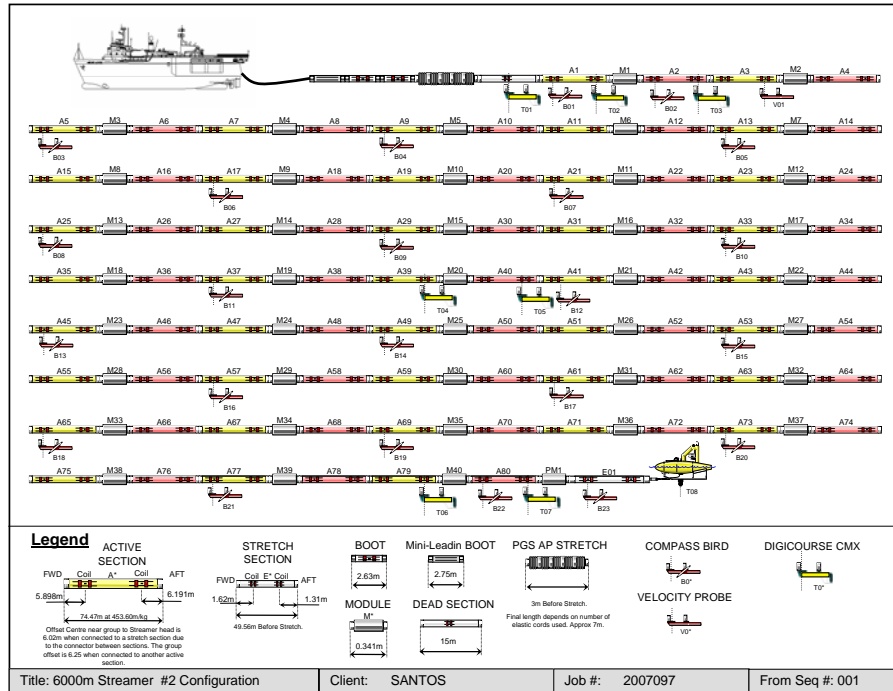 A1 M1 A2 A3 M2 A4
T01 B01 T02 B02 T03 V01
A5 M3 A6 A7 M4 A8 A9 M5 A10 A11 M6 A12 A13 M7 A14
B03 B04 B05
A15 M8 A16 A17 M9 A18 A19 M10 A20 A21 M11 A22 A23 M12 A24
B06 B07
A25 M13 A26 A27 M14 A28 A29 M15 A30 A31 M16 A32 A33 M17 A34
B08 B09 B10
A35 M18 A36 A37 M19 A38 A39 M20 A40 A41 M21 A42 A43 M22 A44
B11 T04 T05 B12
A45 M23 A46 A47 M24 A48 A49 M25 A50 A51 M26 A52 A53 M27 A54
B13 B14 B15
A55 M28 A56 A57 M29 A58 A59 M30 A60 A61 M31 A62 A63 M32 A64
B16 B17
A65 M33 A66 A67 M34 A68 A69 M35 A70 A71 M36 A72 A73 M37 A74
B18 B19 B20
A75 M38 A76 A77 M39 A78 A79 M40 A80 PM1 E01
B21 T06 B22 T07 B23 T08
Legend
ACTIVE
SECTION
FWD Coil A* Coil AFT
5.898m 6.191m
74.47m at 453.60m/kg
Offset Centre near group to Streamer head is
6.02m when connected to a stretch section due
to the connector between sections. The group
offset is 6.25 when connected to another active
section.
STRETCH
SECTION
FWD Coil E* Coil AFT
1.62m 1.31m
49.56m Before Stretch.
BOOT
2.63m
MODULE
M*
0.341m
Mini-Leadin BOOT
2.75m
DEAD SECTION
15m
PGS AP STRETCH
3m Before Stretch.
Final length depends on number of
elastic cords used. Approx 7m.
COMPASS BIRD
B0*
VELOCITY PROBE
V0*
DIGICOURSE CMX
T0*
Title: 6000m Streamer #2 Configuration
Client: SANTOS
Job #: 2007097
From Seq #: 001